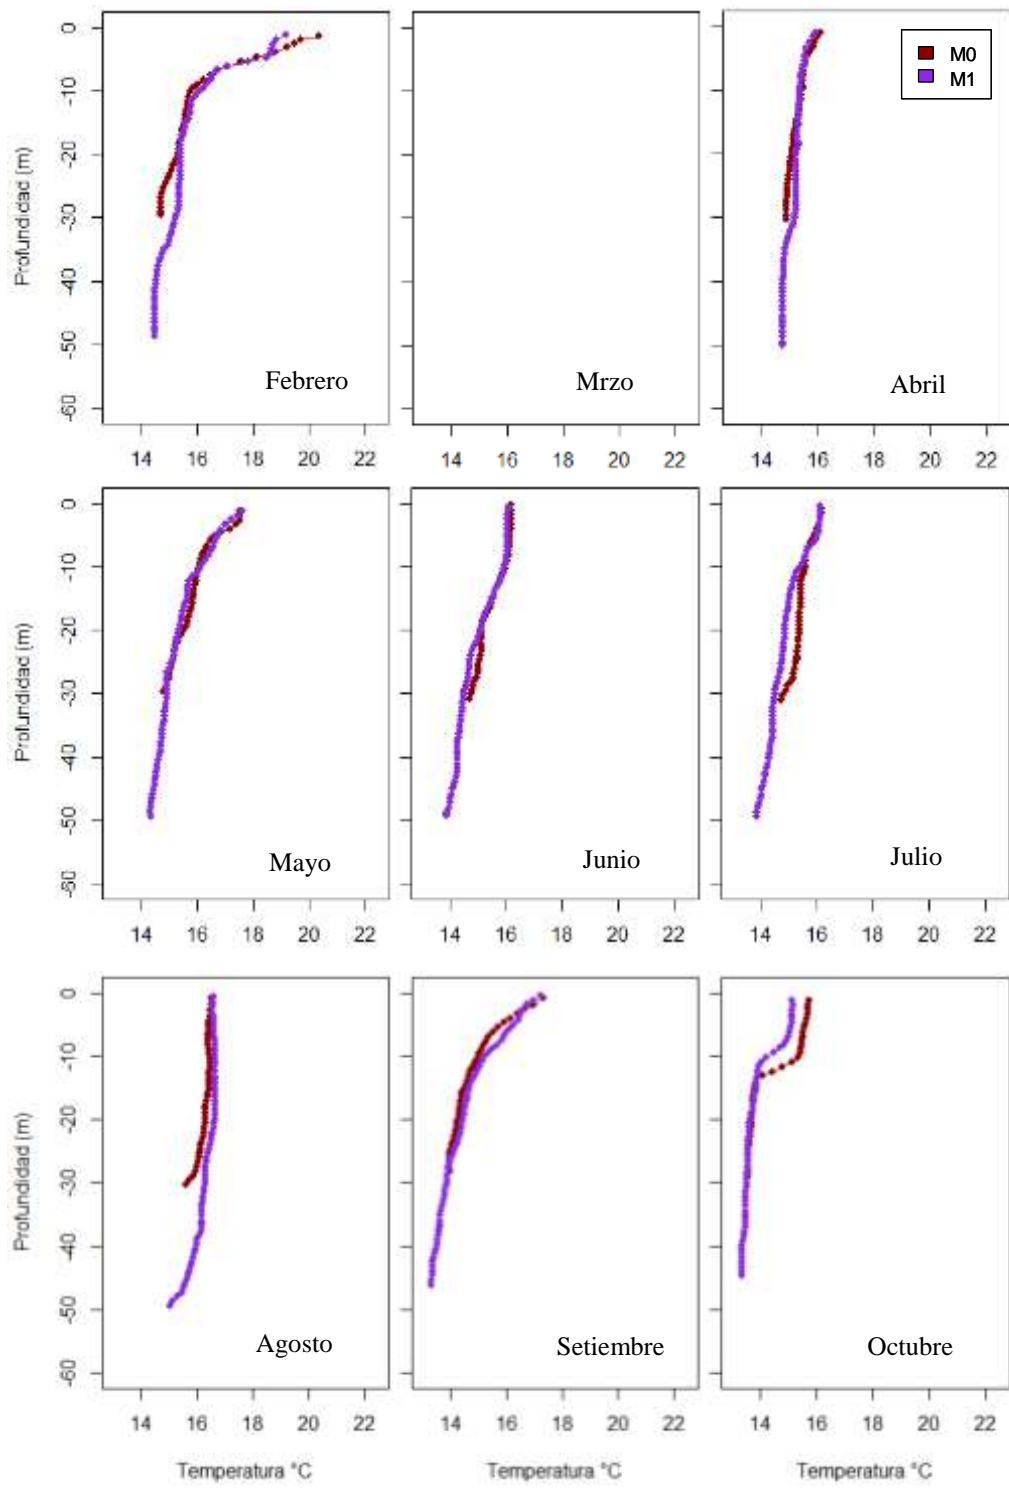 0
-10
-20
-30
-40
-50
-60
Profundidad (m)
M0
M1
Febrero
Mrzo
Abril
14 16 18 20 22
14 16 18 20 22
14 16 18 20 22
0
-10
-20
-30
-40
-50
-60
Profundidad (m)
Mayo
Junio
Julio
14 16 18 20 22
14 16 18 20 22
14 16 18 20 22
0
-10
-20
-30
-40
-50
-60
Profundidad (m)
Agosto
Setiembre
Octubre
14 16 18 20 22
14 16 18 20 22
14 16 18 20 22
Temperatura °C
Temperatura °C
Temperatura °C